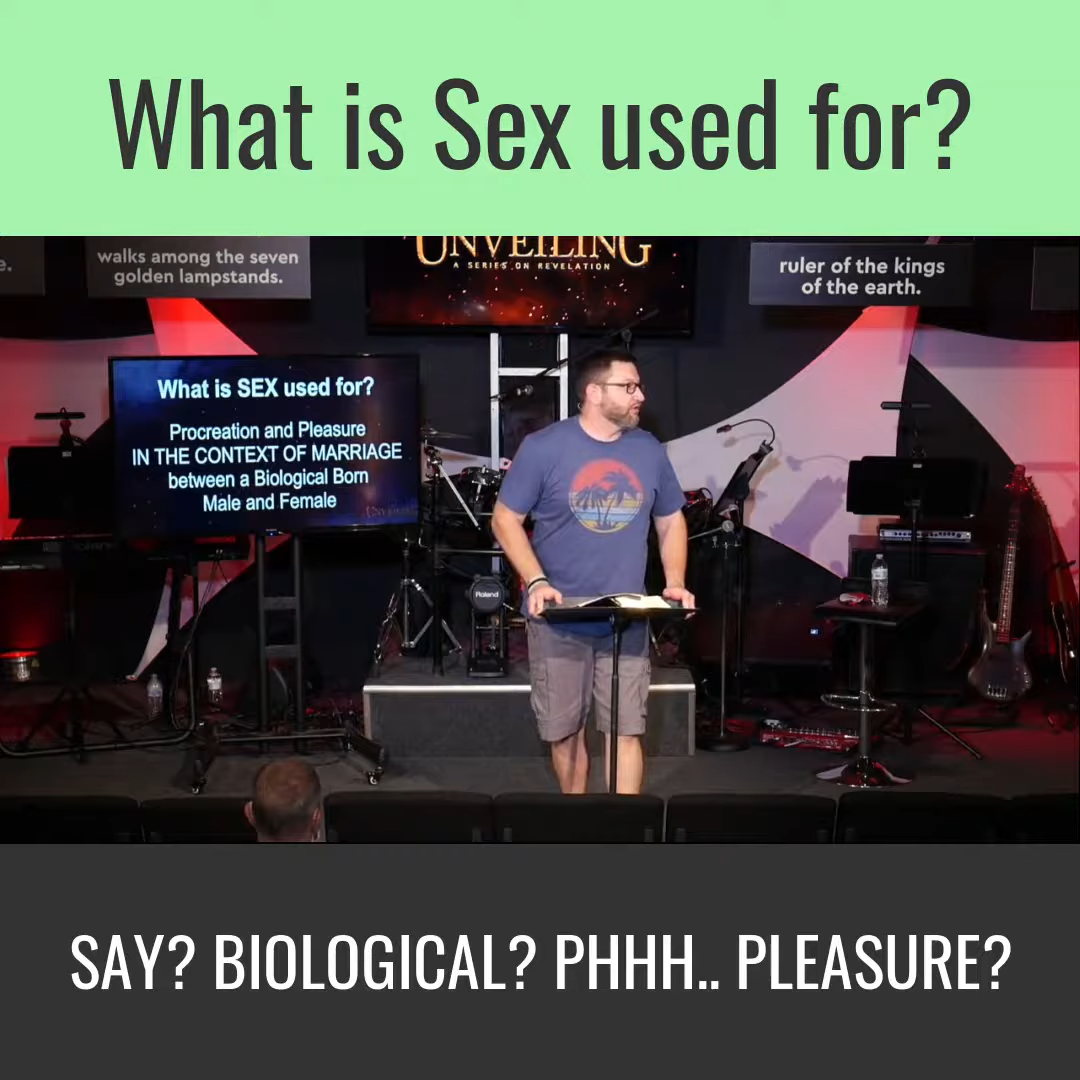 What is Sex used for?
e.
walks among the seven
golden lampstands.
UNVEILING
A SERIES ON REVELATION
ruler of the kings
of the earth.
What is SEX used for?
Procreation and Pleasure
IN THE CONTEXT OF MARRIAGE
between a Biological Born
Male and Female
Roland
SAY? BIOLOGICAL? PHHH.. PLEASURE?